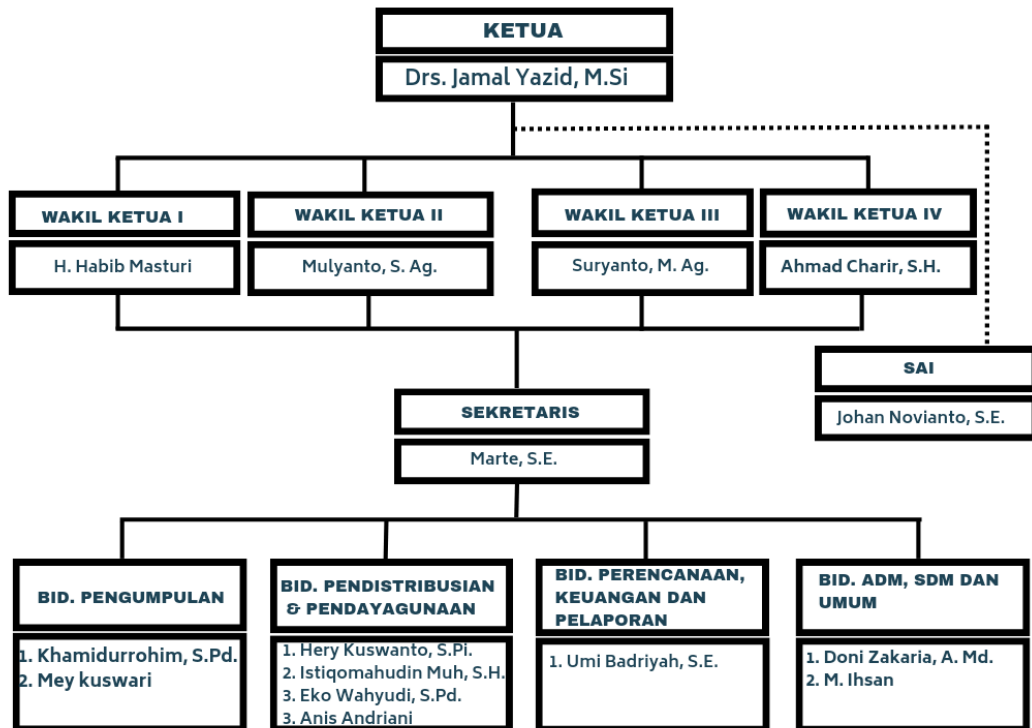 KETUA
Drs. Jamal Yazid, M.Si
WAKIL KETUA I
H. Habib Masturi
WAKIL KETUA II
Mulyanto, S. Ag.
WAKIL KETUA III
Suryanto, M. Ag.
WAKIL KETUA IV
Ahmad Charir, S.H.
SAI
Johan Novianto, S.E.
SEKRETARIS
Marte, S.E.
BID. PENGUMPULAN
1. Khamidurrohim, S.Pd.
2. Mey kuswari
BID. PENDISTRIBUSIAN
& PENDAYAGUNAAN
1. Hery Kuswanto, S.Pi.
2. Istiqomahudin Muh, S.H.
3. Eko Wahyudi, S.Pd.
3. Anis Andriani
BID. PERENCANAAN,
KEUANGAN DAN
PELAPORAN
1. Umi Badriyah, S.E.
BID. ADM, SDM DAN
UMUM
1. Doni Zakaria, A. Md.
2. M. Ihsan